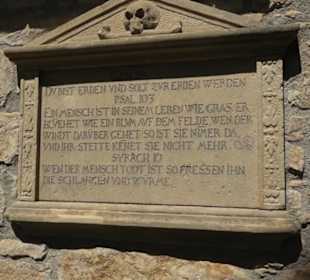 DV BIST ERDEN VND SOLT ZVR ERDEN WERDEN
PSAL. 103
EIN MENSCH IST IN SEINEM LEBEN WIE GRAS ER
BLVEHET WIE EIN BLVM AVF DEM FELDE WEN DER
WINDT DARVBER GEHET SO IST SIE NIMER DA
VND IHR STETTE KENET SIE NICHT MEHR
SYRACH 10
WEN DER MENSCH TODT IST SO FRESSEN IHN
DIE SCHLANGEN VND WVRME